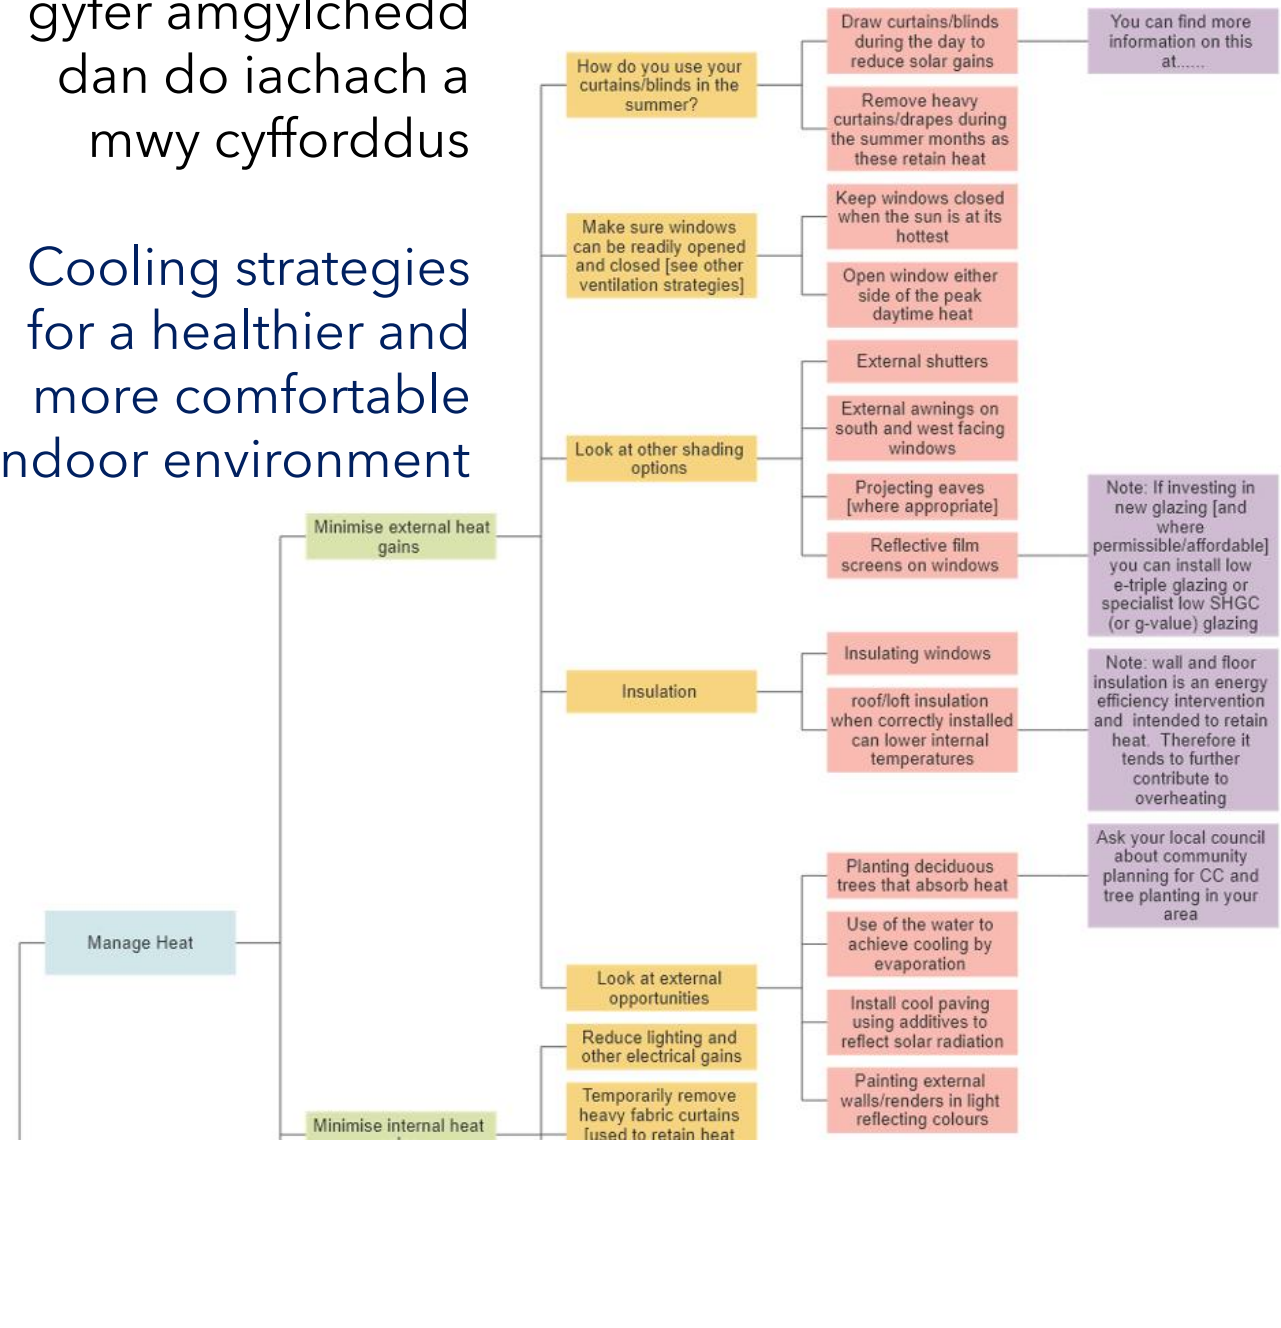 gyfer amgylchedd
dan do iachach a
mwy cyfforddus
Cooling strategies
for a healthier and
more comfortable
ndoor environment
Manage Heat
Minimise external heat
gains
How do you use your
curtains/blinds in the
summer?
Draw curtains/blinds
during the day to
reduce solar gains
You can find more
information on this
at......
Remove heavy
curtains/drapes during
the summer months as
these retain heat
Make sure windows
can be readily opened
and closed [see other
ventilation strategies]
Keep windows closed
when the sun is at its
hottest
Open window either
side of the peak
daytime heat
Look at other shading
options
External shutters
External awnings on
south and west facing
windows
Projecting eaves
[where appropriate]
Reflective film
screens on windows
Note: If investing in
new glazing [and
where
permissible/affordable]
you can install low
e-triple glazing or
specialist low SHGC
(or g-value) glazing
Insulation
Insulating windows
roof/loft insulation
when correctly installed
can lower internal
temperatures
Note: wall and floor
insulation is an energy
efficiency intervention
and intended to retain
heat. Therefore it
tends to further
contribute to
overheating
Look at external
opportunities
Planting deciduous
trees that absorb heat
Ask your local council
about community
planning for CC and
tree planting in your
area
Use of the water to
achieve cooling by
evaporation
Install cool paving
using additives to
reflect solar radiation
Painting external
walls/renders in light
reflecting colours
Minimise internal heat
Reduce lighting and
other electrical gains
Temporarily remove
heavy fabric curtains
[used to retain heat